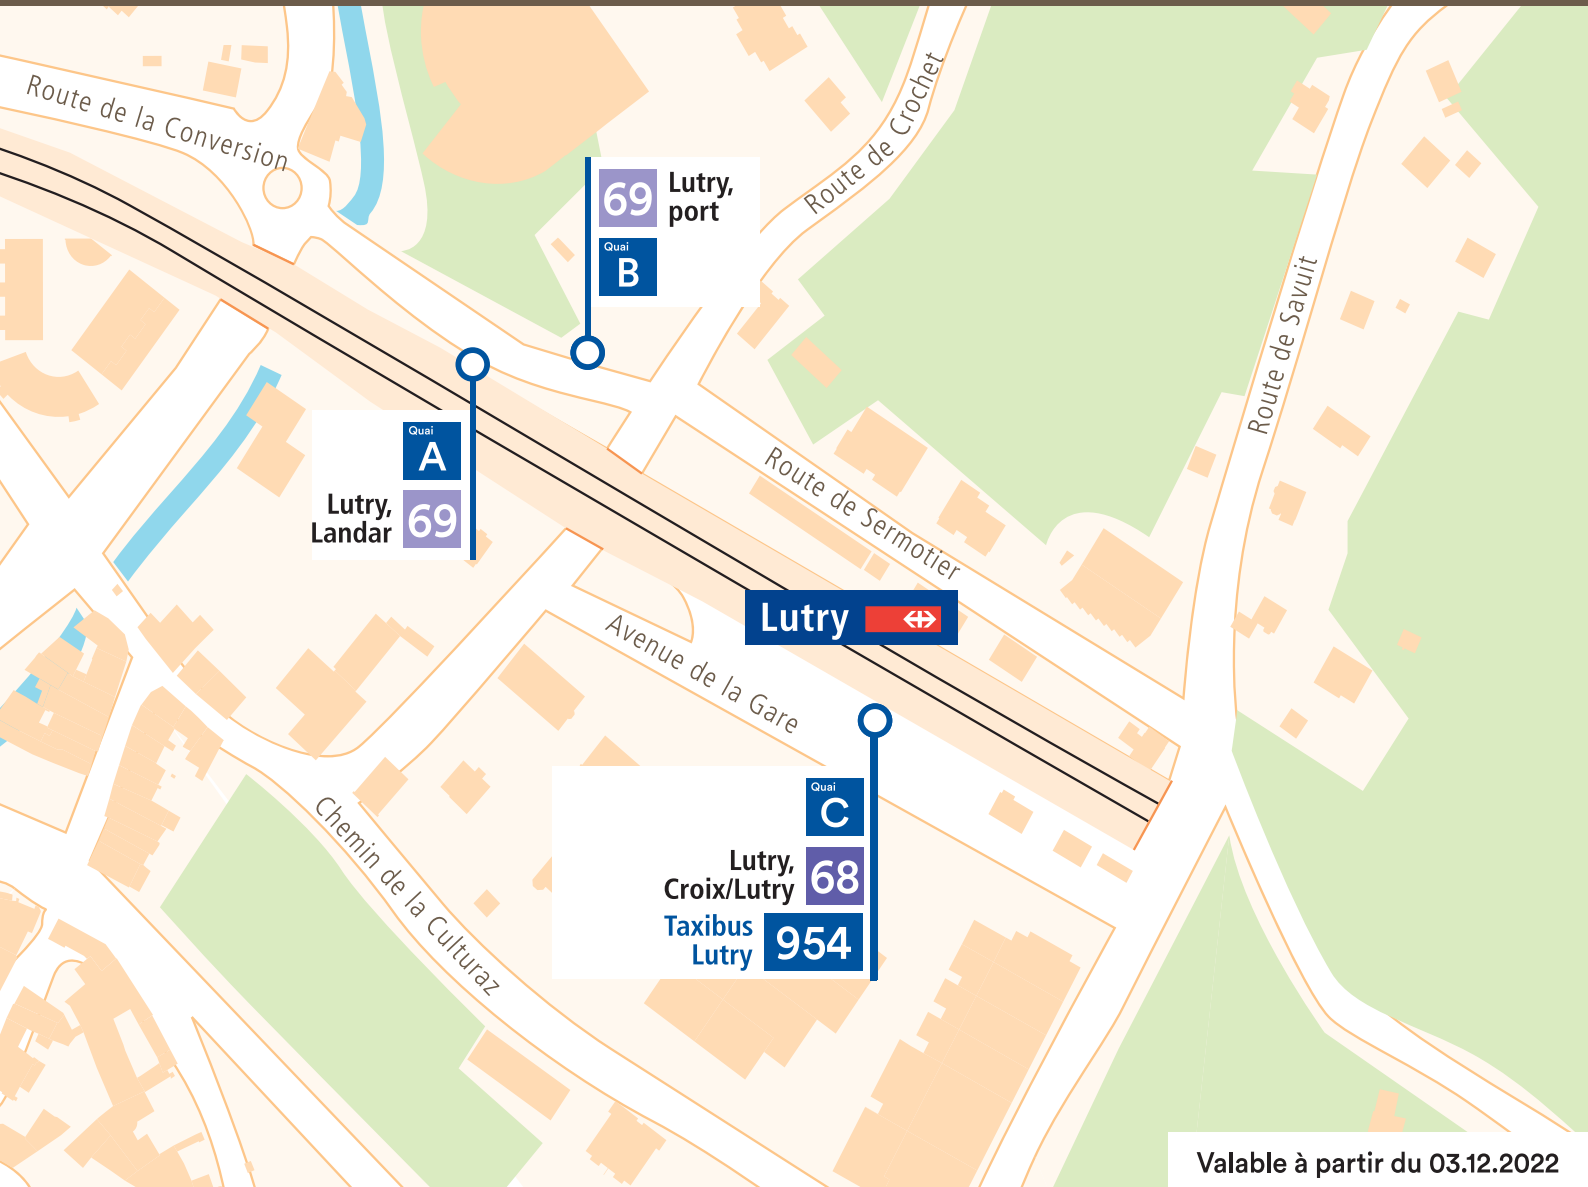 Route de la Conversion
Route de Crochet
69
Lutry,
port
Quai
B
Route de Savuit
Quai
A
Lutry,
Landar
69
Route de Sermotier
Lutry
Avenue de la Gare
Quai
C
Lutry,
Croix/Lutry
68
Taxibus
Lutry
954
Chemin de la Culturaz
Valable à partir du 03.12.2022